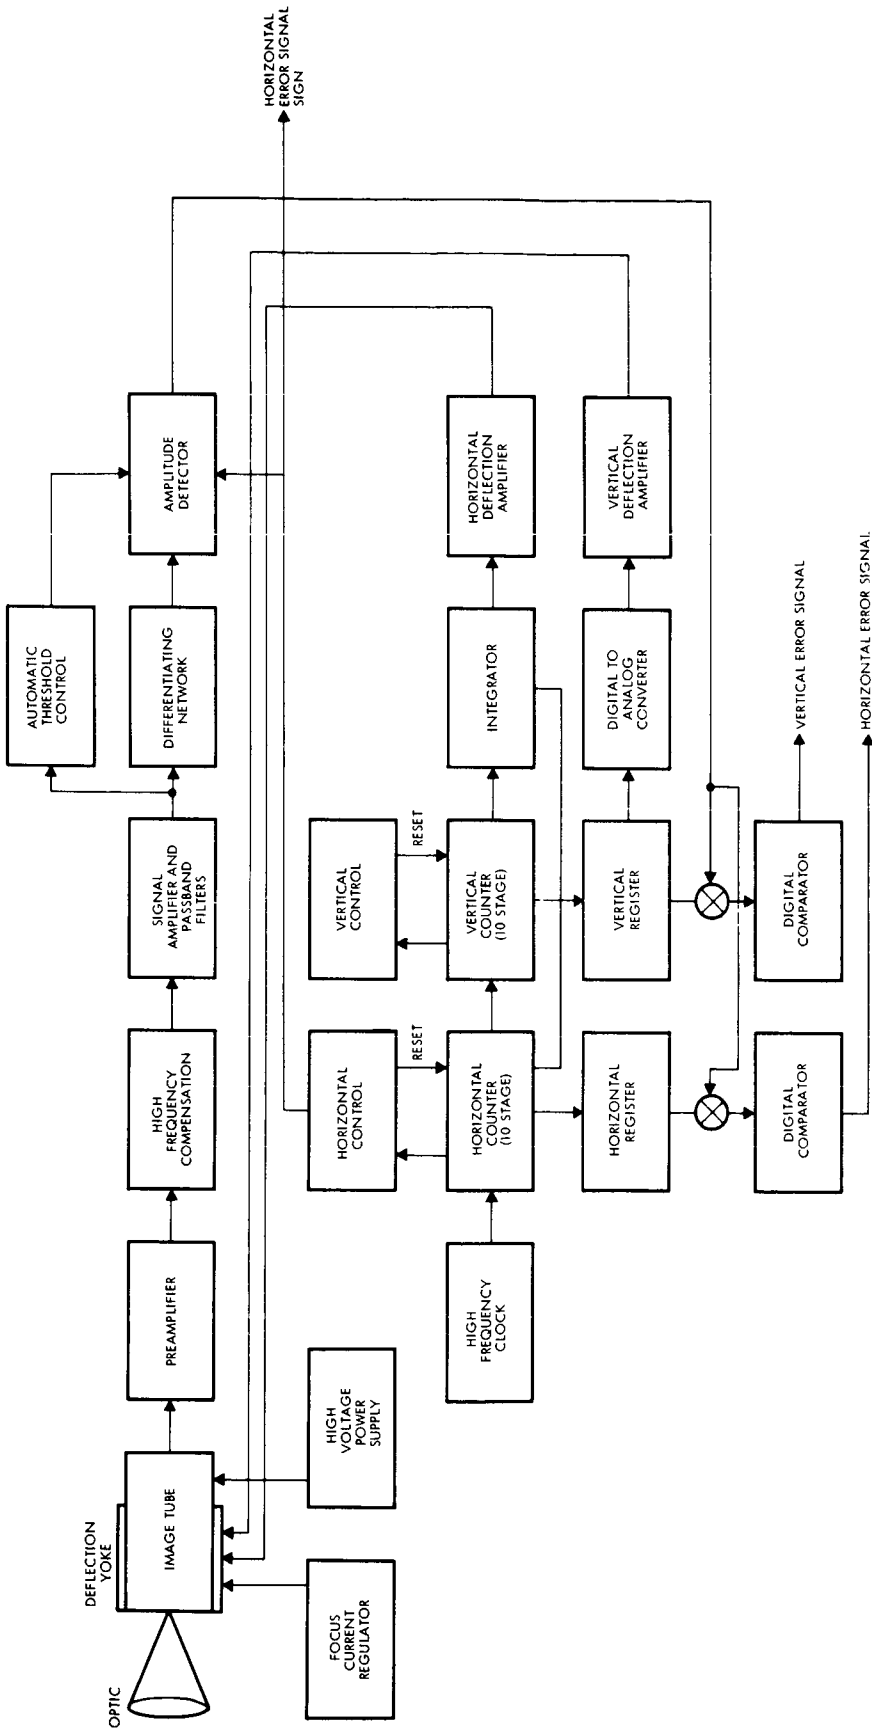 OPTIC
DEFLECTION
YOKE
IMAGE TUBE
PREAMPLIFIER
HIGH
FREQUENCY
COMPENSATION
SIGNAL
AMPLIFIER AND
PASSBAND
FILTERS
AUTOMATIC
THRESHOLD
CONTROL
DIFFERENTIATING
NETWORK
AMPLITUDE
DETECTOR
HORIZONTAL
ERROR SIGNAL
SIGN
FOCUS
CURRENT
REGULATOR
HIGH
VOLTAGE
POWER
SUPPLY
HORIZONTAL
CONTROL
RESET
VERTICAL
CONTROL
RESET
HIGH
FREQUENCY
CLOCK
HORIZONTAL
COUNTER
(10 STAGE)
VERTICAL
COUNTER
(10 STAGE)
INTEGRATOR
HORIZONTAL
DEFLECTION
AMPLIFIER
HORIZONTAL
REGISTER
VERTICAL
REGISTER
DIGITAL TO
ANALOG
CONVERTER
VERTICAL
DEFLECTION
AMPLIFIER
DIGITAL
COMPARATOR
DIGITAL
COMPARATOR
VERTICAL ERROR SIGNAL
HORIZONTAL ERROR SIGNAL